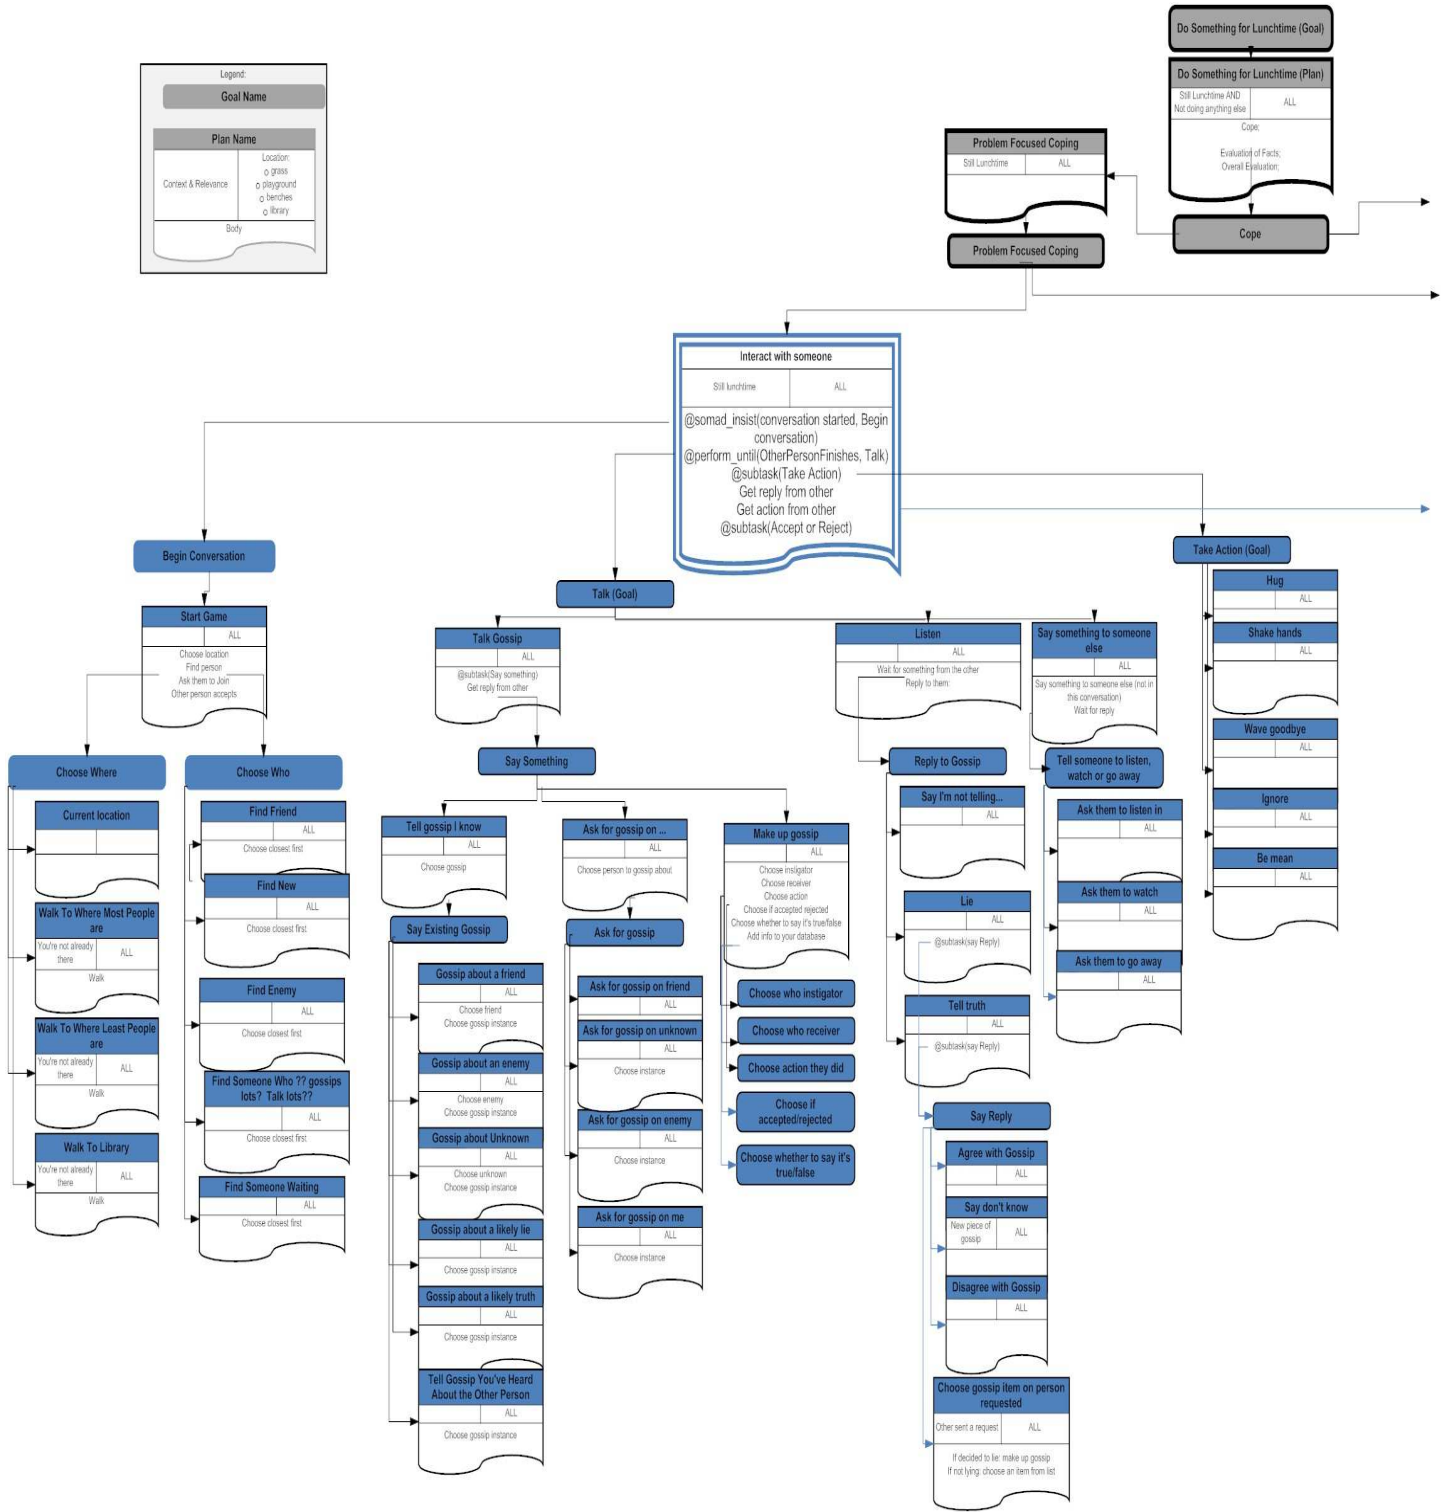 Do Something for Lunchtime (Goal)
Do Something for Lunchtime (Plan)
Still Lunchtime AND
Not doing anything else
ALL
Cope;
Evaluation of Facts;
Overall Evaluation;
Cope
Problem Focused Coping
Still Lunchtime
ALL
Problem Focused Coping
Legend:
Goal Name
Plan Name
Context & Relevance
Location:
grass
playground
benches
library
Body
Interact with someone
Still lunchtime
ALL
@somad_insist(conversation started, Begin
conversation)
@perform_until(OtherPersonFinishes, Talk)
@subtask(Take Action)
Get reply from other
Get action from other
@subtask(Accept or Reject)
Begin Conversation
Start Game
ALL
Choose location
Find person
Ask them to Join
Other person accepts
Choose Where
Current location
Walk To Where Most People
are
You're not already
there
ALL
Walk
Walk To Where Least People
are
You're not already
there
ALL
Walk
Walk To Library
You're not already
there
ALL
Walk
Choose Who
Find Friend
ALL
Choose closest first
Find New
ALL
Choose closest first
Find Enemy
ALL
Choose closest first
Find Someone Who ?? gossips
lots? Talk lots??
ALL
Choose closest first
Find Someone Waiting
ALL
Choose closest first
Talk (Goal)
Talk Gossip
ALL
@subtask(Say something)
Get reply from other
Say Something
Tell gossip I know
ALL
Choose gossip
Say Existing Gossip
Gossip about a friend
ALL
Choose friend
Choose gossip instance
Gossip about an enemy
ALL
Choose enemy
Choose gossip instance
Gossip about Unknown
ALL
Choose unknown
Choose gossip instance
Gossip about a likely lie
ALL
Choose gossip instance
Gossip about a likely truth
ALL
Choose gossip instance
Tell Gossip You've Heard
About the Other Person
ALL
Choose gossip instance
Ask for gossip on ...
ALL
Choose person to gossip about
Ask for gossip
Ask for gossip on friend
ALL
Ask for gossip on unknown
ALL
Choose instance
Ask for gossip on enemy
ALL
Choose instance
Ask for gossip on me
ALL
Choose instance
Make up gossip
ALL
Choose instigator
Choose receiver
Choose action
Choose if accepted rejected
Choose whether to say it's true/false
Add info to your database
Choose who instigator
Choose who receiver
Choose action they did
Choose if
accepted/rejected
Choose whether to say it's
true/false
Listen
ALL
Wait for something from the other
Reply to them:
Reply to Gossip
Say I'm not telling...
ALL
Lie
ALL
@subtask(say Reply)
Tell truth
ALL
@subtask(say Reply)
Say Reply
Agree with Gossip
ALL
Say don't know
New piece of
gossip
ALL
Disagree with Gossip
ALL
Choose gossip item on person
requested
Other sent a request
ALL
If decided to lie: make up gossip
If not lying: choose an item from list
Say something to someone
else
ALL
Say something to someone else (not in
this conversation)
Wait for reply
Tell someone to listen,
watch or go away
Ask them to listen in
ALL
Ask them to watch
ALL
Ask them to go away
ALL
Take Action (Goal)
Hug
ALL
Shake hands
ALL
Wave goodbye
ALL
Ignore
ALL
Be mean
ALL